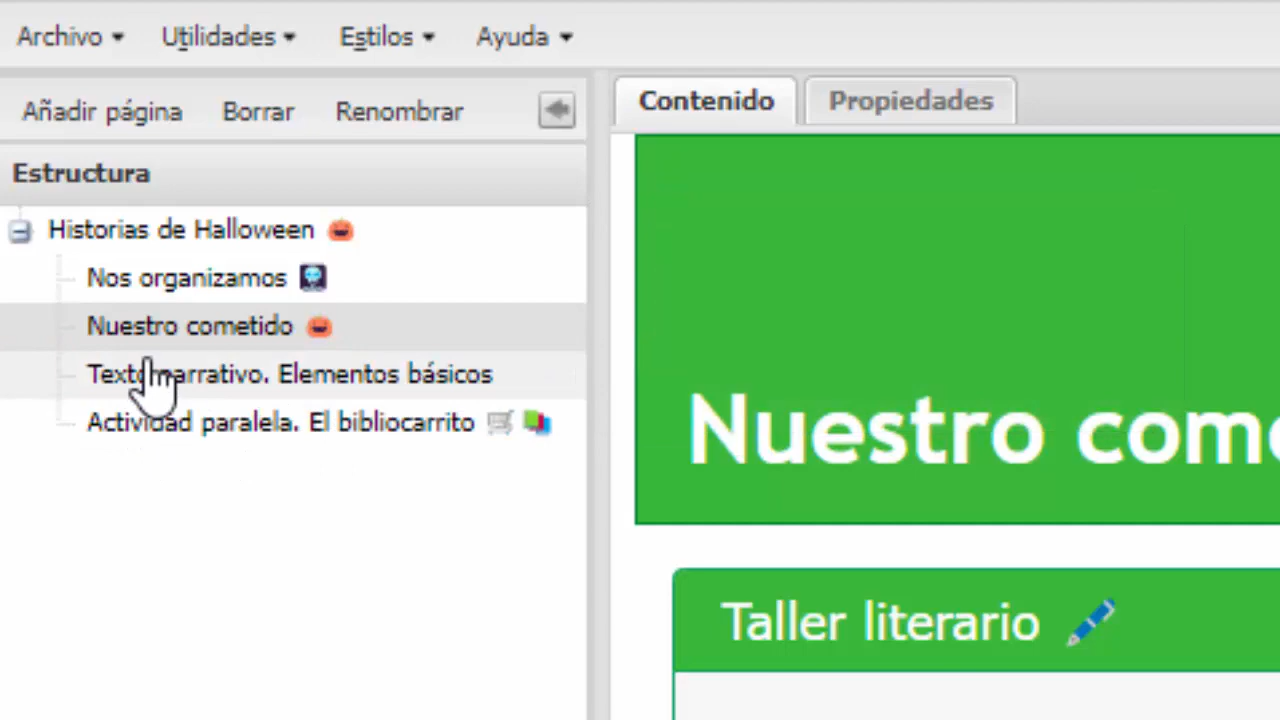 Archivo Utilidades Estilos Ayuda
Añadir página Borrar Renombrar
Contenido Propiedades
Estructura
Historias de Halloween
Nos organizamos
Nuestro cometido
Texto narrativo. Elementos básicos
Actividad paralela. El bibliocarrito
Nuestro come
Taller literario